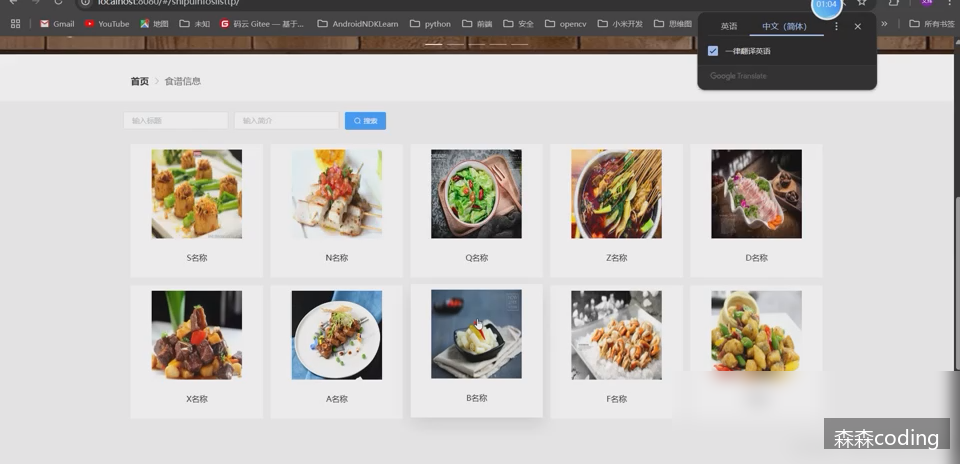 localhost:8080/#/shipuinfoslist(tp)
01:04
Gmail
YouTube
地图
未知
码云 Gitee — 基于...
AndroidNDKLearn
python
前端
安全
opencv
小米开发
思维图
»
所有书签
英语
中文（简体）
一律翻译英语
Google Translate
首页
食谱信息
输入标题
输入简介
搜索
S名称
N名称
Q名称
Z名称
D名称
X名称
A名称
B名称
F名称
森森coding